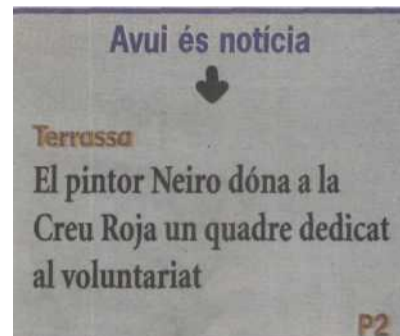 Avui és notícia
Terrassa
El pintor Neiro dóna a la
Creu Roja un quadre dedicat
al voluntariat
P2